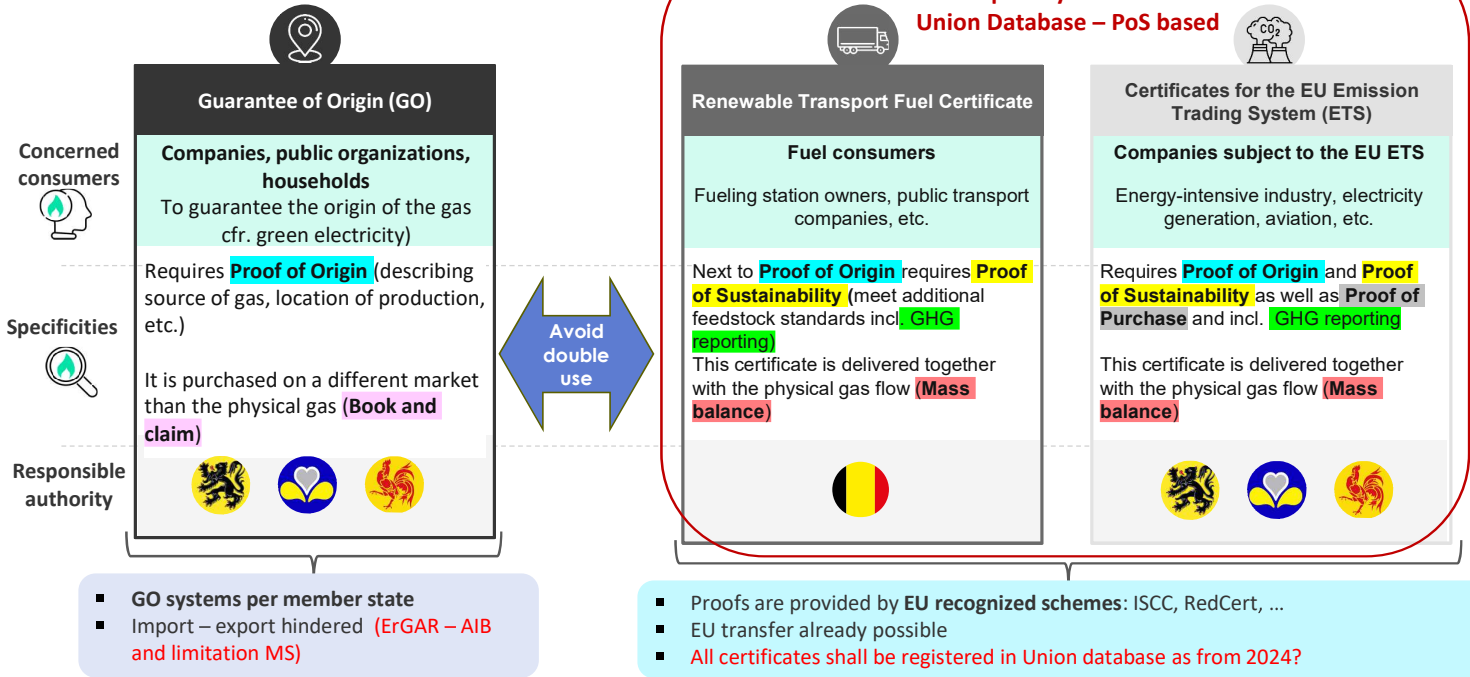 Union Database – PoS based
CO₂
Guarantee of Origin (GO)
Renewable Transport Fuel Certificate
Certificates for the EU Emission
Trading System (ETS)
Concerned
consumers
Companies, public organizations,
households
To guarantee the origin of the gas
cfr. green electricity)
Fuel consumers
Fueling station owners, public transport
companies, etc.
Companies subject to the EU ETS
Energy-intensive industry, electricity
generation, aviation, etc.
Specificities
Requires Proof of Origin (describing
source of gas, location of production,
etc.)
It is purchased on a different market
than the physical gas (Book and
claim)
Avoid
double
use
Next to Proof of Origin requires Proof
of Sustainability (meet additional
feedstock standards incl. GHG
reporting)
This certificate is delivered together
with the physical gas flow (Mass
balance)
Requires Proof of Origin and Proof
of Sustainability as well as Proof of
Purchase and incl. GHG reporting
This certificate is delivered together
with the physical gas flow (Mass
balance)
Responsible
authority
▪ GO systems per member state
▪ Import – export hindered (ErGAR – AIB
and limitation MS)
▪ Proofs are provided by EU recognized schemes: ISCC, RedCert, ...
▪ EU transfer already possible
▪ All certificates shall be registered in Union database as from 2024?